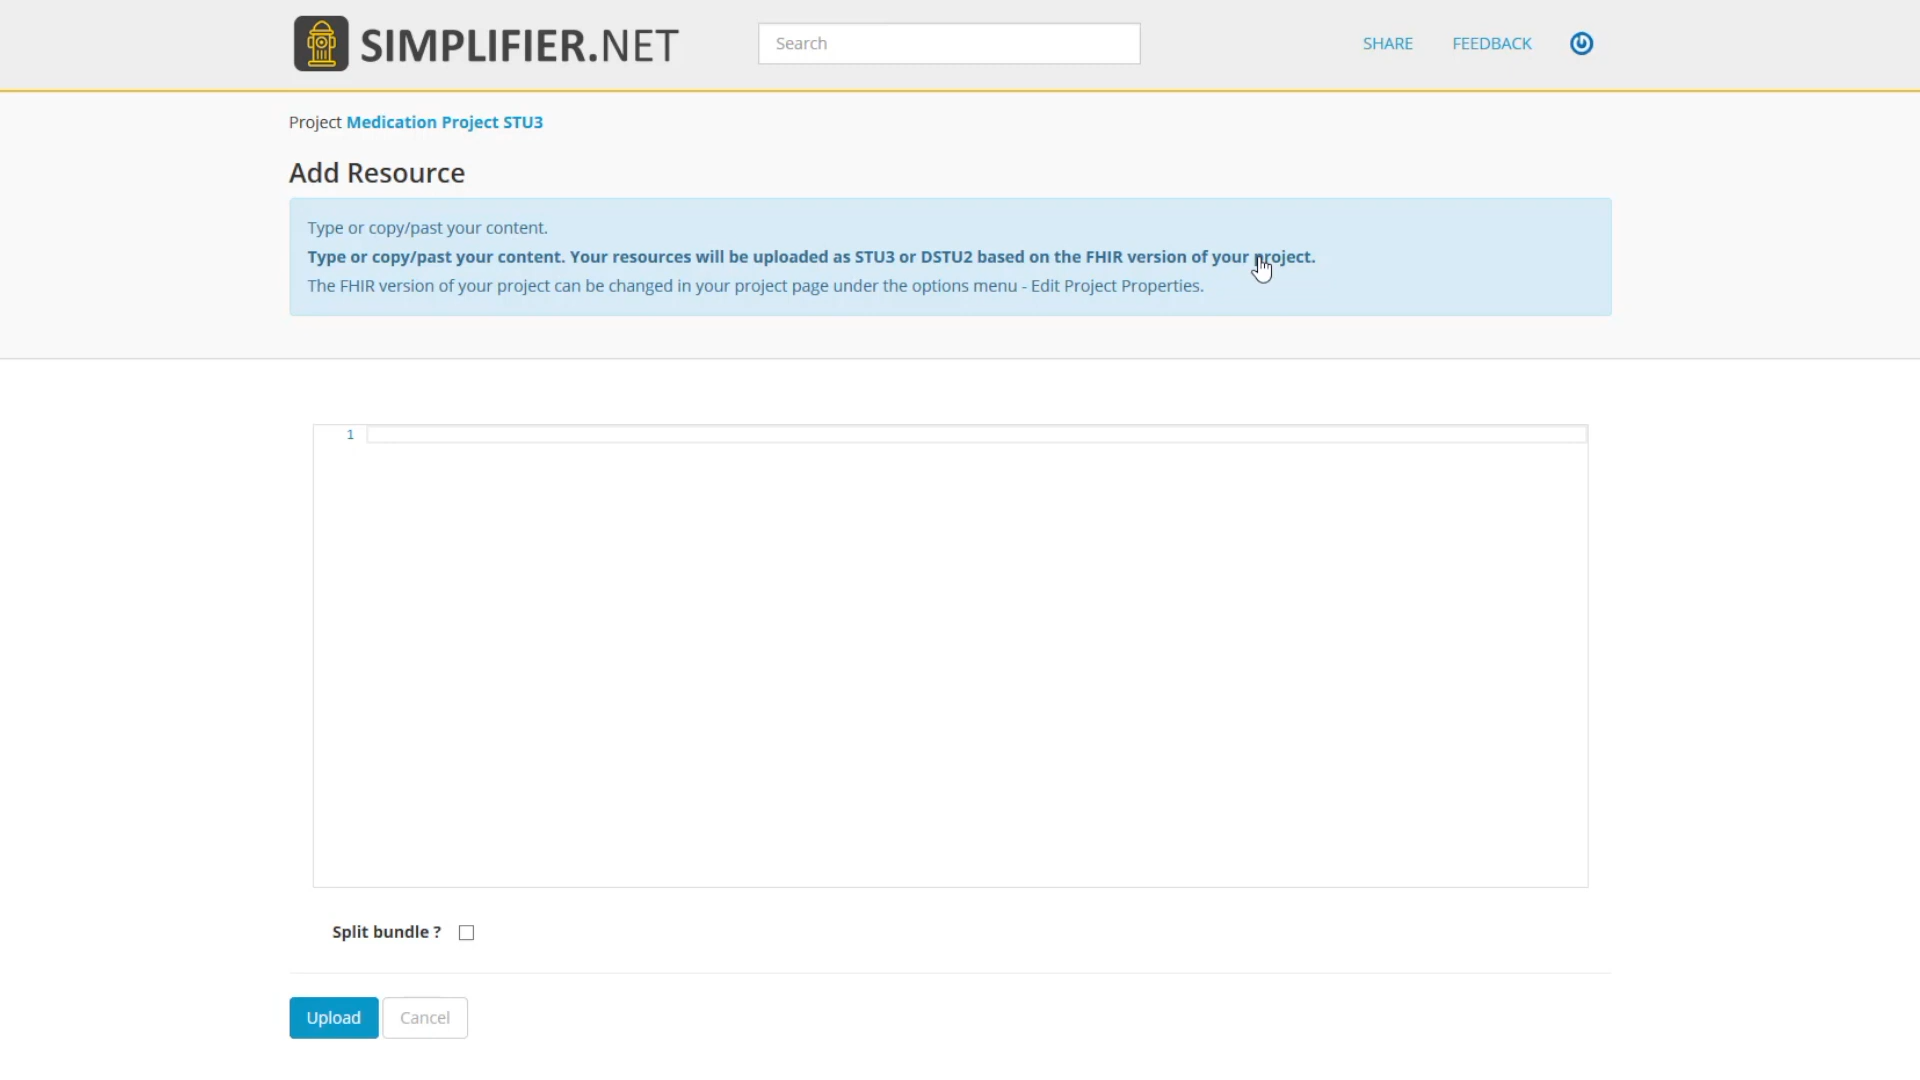 SIMPLIFIER.NET
Search
SHARE
FEEDBACK
Project Medication Project STU3
Add Resource
Type or copy/past your content.
Type or copy/past your content. Your resources will be uploaded as STU3 or DSTU2 based on the FHIR version of your project.
The FHIR version of your project can be changed in your project page under the options menu - Edit Project Properties.
1
Split bundle ?
Upload
Cancel